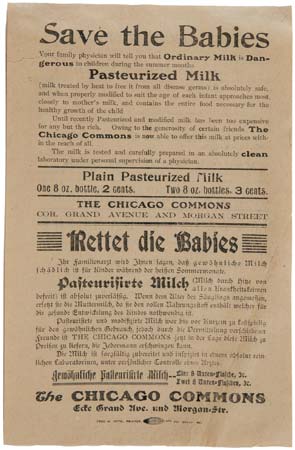 Save the Babies
Your family physician will tell you that Ordinary Milk is Dan-
gerous to children during the summer months
Pasteurized Milk
(milk treated by heat to free it from all disease germs) is absolutely safe,
and when properly modified to suit the age of each infant approaches most
closely to mother's milk, and contains the entire food necessary for the
healthy growth of the child
Until recently Pasteurized and modified milk has been too expensive
for any but the rich. Owing to the generosity of certain friends The
Chicago Commons is now able to offer this milk at prices with-
in the reach of all.
The milk is tested and carefully prepared in an absolutely clean
laboratory under personal supervision of a physician.
Plain Pasteurized Milk
One 8 oz. bottle, 2 cents. Two 8 oz. bottles, 3 cents.
THE CHICAGO COMMONS
COR. GRAND AVENUE AND MORGAN STREET
Rettet die Babies
Ihr Familienarzt wird Ihnen sagen, daß gewöhnliche Milch
schädlich ist für Kinder während der heißen Sommermonate.
Pasteurisirte Milch (Milch durch Hitze von
allen Krankheitskeimen
befreit) ist absolut zuverlässig. Wenn dem Alter des Säuglings angemessen,
ersetzt sie die Muttermilch, da sie den vollen Nahrungsstoff enthält welcher für
die gesunde Entwicklung des Kindes nothwendig ist.
Pasteurisirte und modifizirte Milch war bis vor Kurzem zu kostspielig
für den gewöhnlichen Gebrauch, jedoch durch die Vermittlung verschiedener
Freunde ist THE CHICAGO COMMONS jetzt in der Lage diese Milch zu
Preisen zu liefern, die Jedermann erschwingen kann.
Die Milch ist sorgfältig zubereitet und geprüft in einem absolut rein
lichen Laboratorium, unter persönlicher Controlle eines Arztes.
Gewöhnliche Pasteurisirte Milch— Eine 8 Unzen-Flasche, 2c.
Zwei 8 Unzen-Flaschen, 3c.
The CHICAGO COMMONS
Ecke Grand Ave. und Morgan-Str.